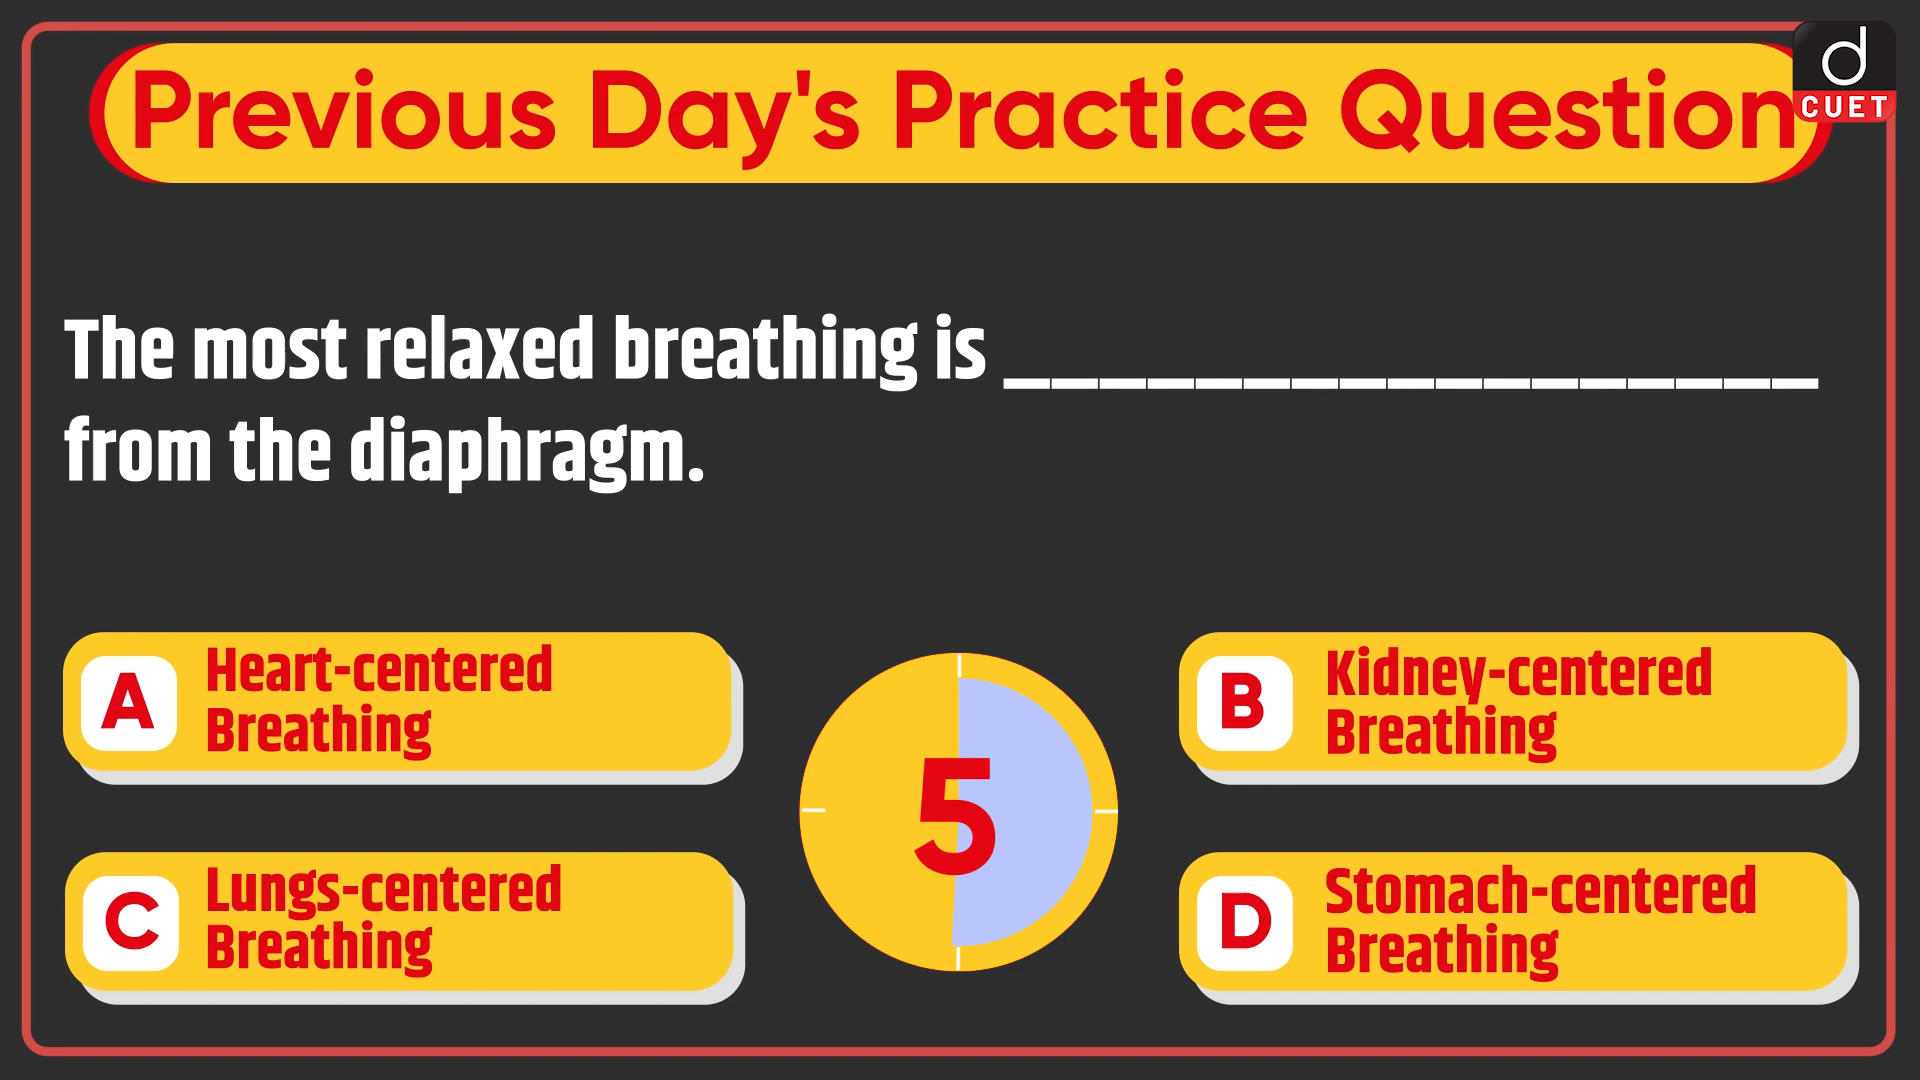 Previous Day's Practice Question
d
CUET
The most relaxed breathing is _________________
from the diaphragm.
A
Heart-centered
Breathing
B
Kidney-centered
Breathing
5
C
Lungs-centered
Breathing
D
Stomach-centered
Breathing